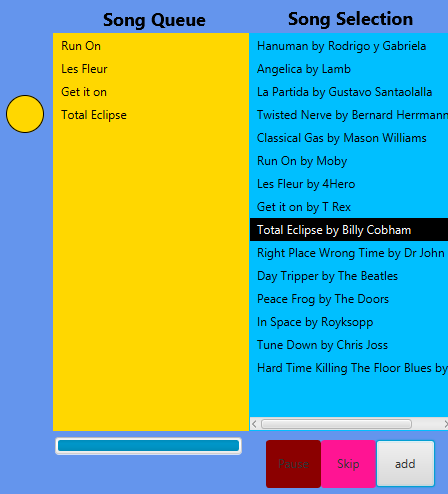 Song Queue
Run On
Les Fleur
Get it on
Total Eclipse
Song Selection
Hanuman by Rodrigo y Gabriela
Angelica by Lamb
La Partida by Gustavo Santaolalla
Twisted Nerve by Bernard Herrmann
Classical Gas by Mason Williams
Run On by Moby
Les Fleur by 4Hero
Get it on by T Rex
Total Eclipse by Billy Cobham
Right Place Wrong Time by Dr John
Day Tripper by The Beatles
Peace Frog by The Doors
In Space by Royksopp
Tune Down by Chris Joss
Hard Time Killing The Floor Blues by
Pause
Skip
add